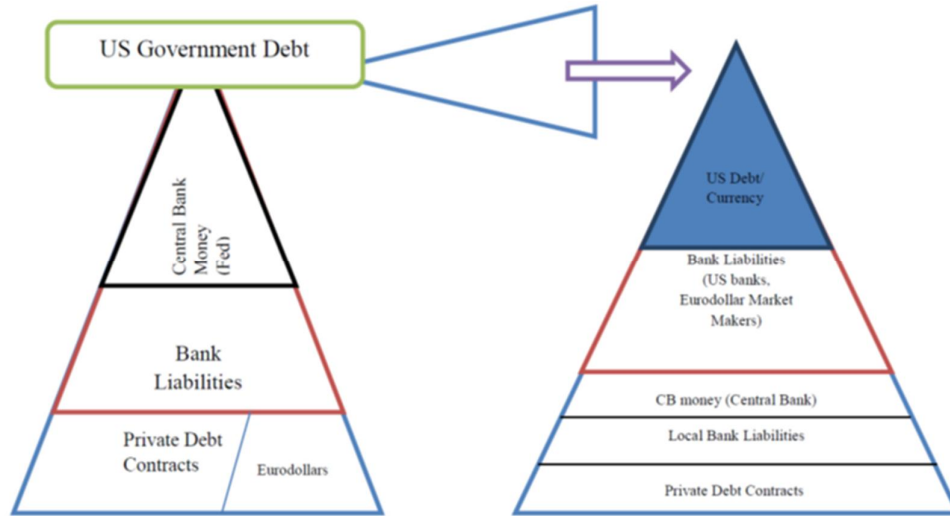 US Government Debt
Central Bank
Money
(Fed)
Bank
Liabilities
Private Debt
Contracts
Eurodollars
US Debt/
Currency
Bank Liabilities
(US banks,
Eurodollar Market
Makers)
CB money (Central Bank)
Local Bank Liabilities
Private Debt Contracts